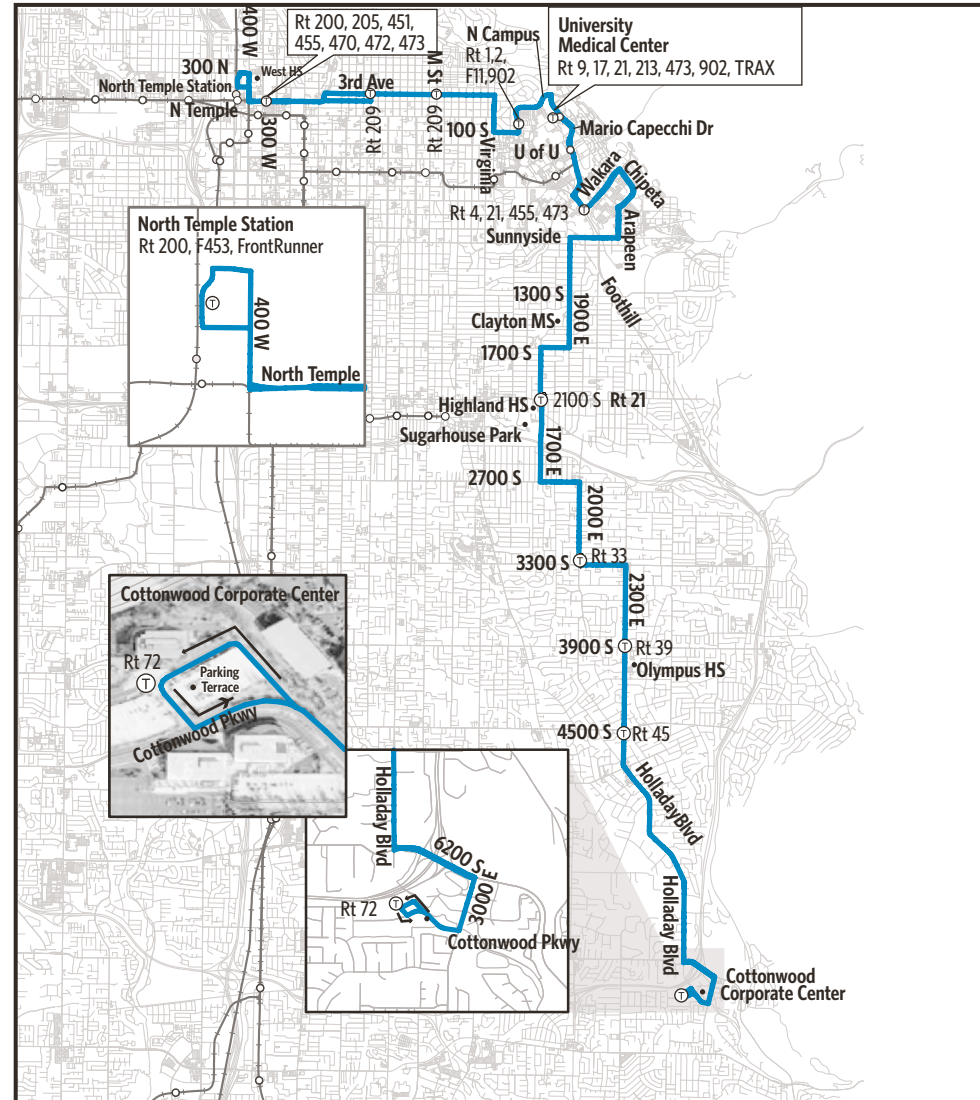 400 W
Rt 200, 205, 451,
455, 470, 472, 473
300 N
West HS
North Temple Station
N Temple
300 W
3rd Ave
Rt 209
M St
Rt 209
N Campus
Rt 1,2,
F11,902
University
Medical Center
Rt 9, 17, 21, 213, 473, 902, TRAX
100 S
Virginia
U of U
Mario Capecchi Dr
Wakara
Chipeta
Arapeen
Rt 4, 21, 455, 473
Sunnyside
Foothill
North Temple Station
Rt 200, F453, FrontRunner
T
400 W
North Temple
1300 S
1900 E
Clayton MS
1700 S
Highland HS
T
2100 S Rt 21
Sugarhouse Park
1700 E
2700 S
2000 E
3300 S
T
Rt 33
2300 E
3900 S
T
Rt 39
Olympus HS
4500 S
T
Rt 45
Cottonwood Corporate Center
Rt 72
T
Parking
Terrace
Cottonwood Pkwy
HolladayBlvd
Holladay Blvd
Holladay Blvd
6200 S
3000 E
T
Rt 72
Cottonwood Pkwy
T
Cottonwood
Corporate Center
T
T
T
T
T
T